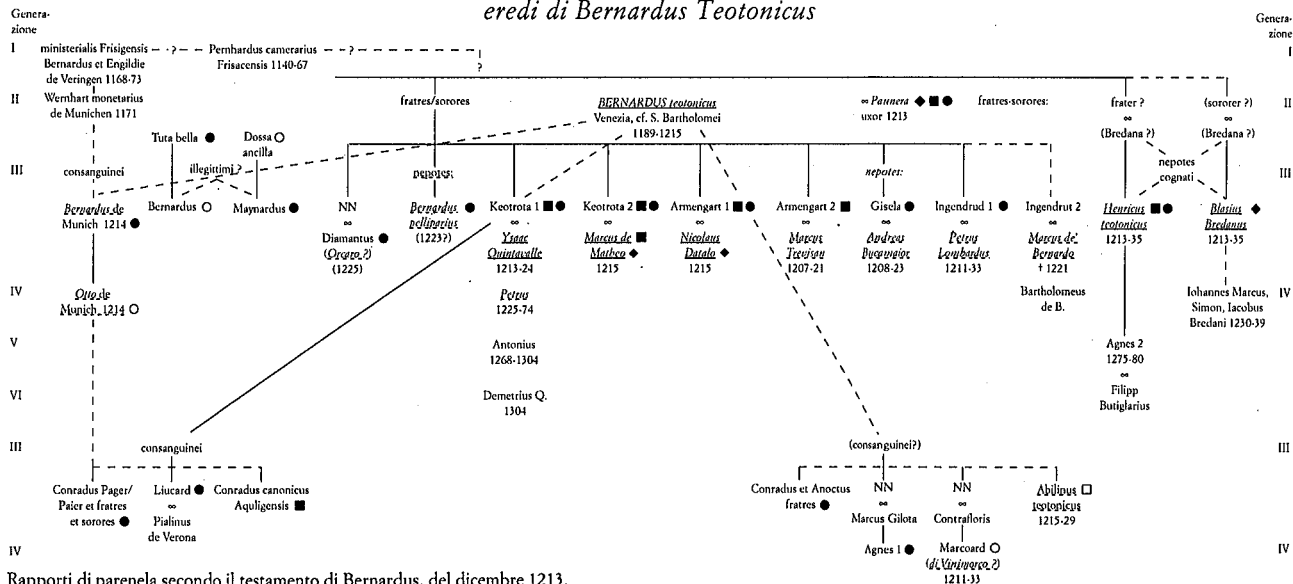 eredi di Bernardus Teotonicus
Genera-
zione
Genera-
zione
I
ministerialis Frisigensis – ? – Pernhardus camerarius – ?
I
Bernardus et Engildie
de Veringen 1168-73
Frisacensis 1140-67
?
II
Wernhart monetarius
de Munichen 1171
fratres/sorores
BERNARDUS teotonicus
Venezia, cf. S. Bartholomei
1189-1215
∞ Paunera ◆ ■ ●
uxor 1213
fratres-sorores:
frater ?
∞
(Bredana ?)
(sororer ?)
∞
(Bredana ?)
II
Tuta bella ●
Dossa ○
ancilla
III
consanguinei
illegittimi ?
nepotes:
nepotes:
nepotes
cognati
III
Bernardus de
Munich 1214 ●
Bernardus ○
Maynardus ●
NN
∞
Diamantus ●
(Orcaro ?)
(1225)
Bernardus ●
pelliparius
(1223?)
Keotrota 1 ■ ●
∞
Ysaac
Quintavalle
1213-24
Keotrota 2 ■ ●
∞
Marcus de ■
Matheo ◆
1215
Armengart 1 ■ ●
∞
Nicolaus
Datalo ◆
1215
Armengart 2 ■
∞
Marcus
Trevisan
1207-21
Gisela ●
∞
Andreas
Bucamaior
1208-23
Ingendrud 1 ●
∞
Petrus
Lombardus
1211-33
Ingendrut 2
∞
Marcus de'
Bernardo
† 1221
Henricus ■ ●
teotonicus
1213-35
Blasius ◆
Bredanus
1213-35
IV
Otto de
Munich 1214 ○
Petrus
1225-74
Bartholomeus
de B.
Iohannes Marcus,
Simon, Iacobus
Bredani 1230-39
IV
V
Antonius
1268-1304
Agnes 2
1275-80
∞
Filipp
Butiglarius
VI
Demetrius Q.
1304
III
consanguinei
(consanguinei?)
III
Conradus Pager/
Paier et fratres
et sorores ●
Liucard ●
∞
Pialinus
de Verona
Conradus canonicus
Aquligensis ■
Conradus et Anoctus
fratres ●
NN
∞
Marcus Gilota
NN
∞
Contrafloris
Abilinus □
teotonicus
1215-29
IV
Agnes 1 ●
Marcoard ○
(di Vinimarco ?)
1211-33
IV
Rapporti di parenela secondo il testamento di Bernardus, del dicembre 1213.